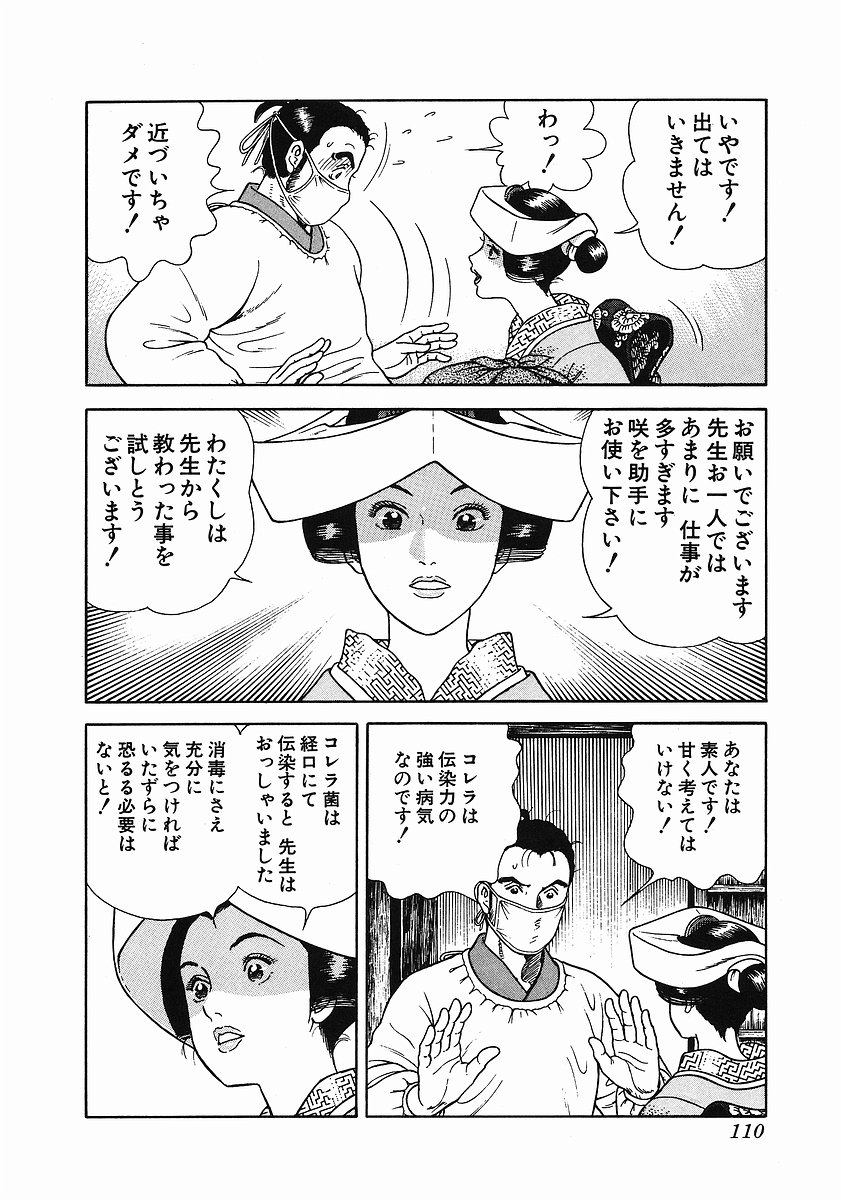 いやです！
出ては
いきません！
わっ！
近づいちゃ
ダメです！
お願いでございます
先生お一人では
あまりに 仕事が
多すぎます
咲を助手に
お使い下さい！
わたくしは
先生から
教わった事を
試しとう
ございます！
あなたは
素人です！
甘く考えては
いけない！
コレラは
伝染力の
強い病気
なのです！
コレラ菌は
経口にて
伝染すると 先生は
おっしゃいました
消毒にさえ
充分に
気をつければ
いたずらに
恐るる必要は
ないと！
110